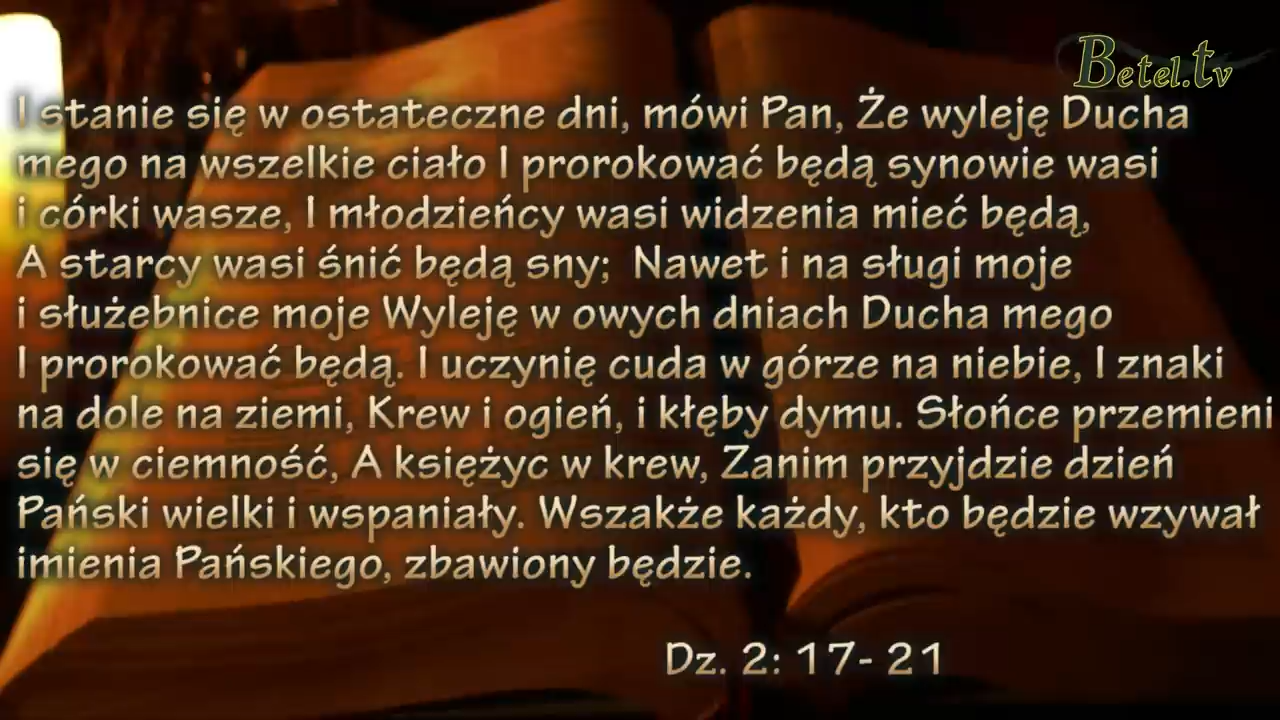 Betel.tv
I stanie się w ostateczne dni, mówi Pan, Że wyleję Ducha
mego na wszelkie ciało I prorokować będą synowie wasi
i córki wasze, I młodzieńcy wasi widzenia mieć będą,
A starcy wasi śnić będą sny; Nawet i na sługi moje
i służebnice moje Wyleję w owych dniach Ducha mego
I prorokować będą. I uczynię cuda w górze na niebie, I znaki
na dole na ziemi, Krew i ogień, i kłęby dymu. Słońce przemieni
się w ciemność, A księżyc w krew, Zanim przyjdzie dzień
Pański wielki i wspaniały. Wszakże każdy, kto będzie wzywał
imienia Pańskiego, zbawiony będzie.
Dz. 2: 17- 21